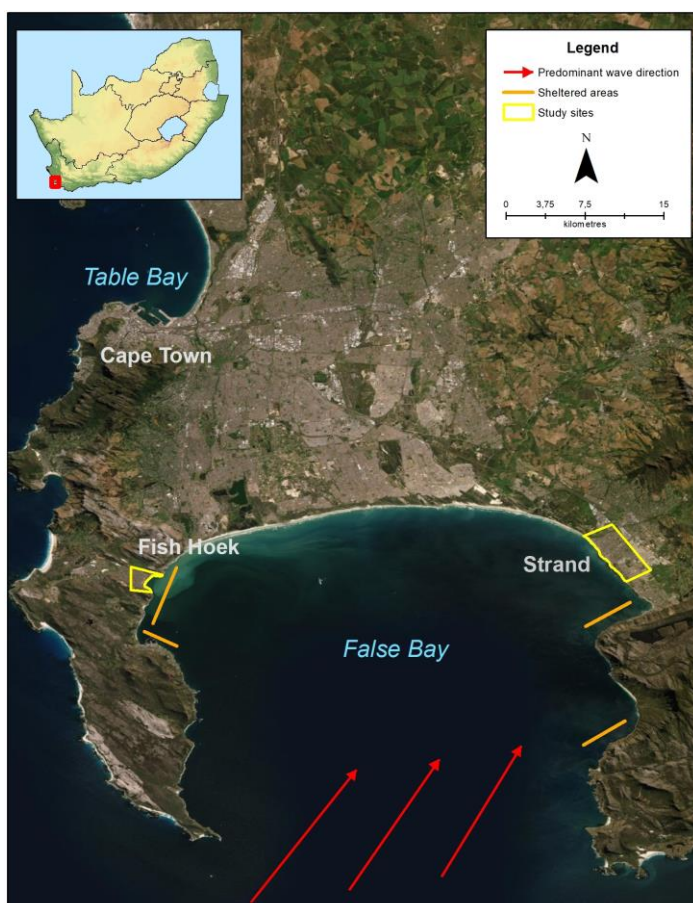 Legend
Predominant wave direction
Sheltered areas
Study sites
N
0 3,75 7,5 15
kilometres
Table Bay
Cape Town
Fish Hoek
Strand
False Bay